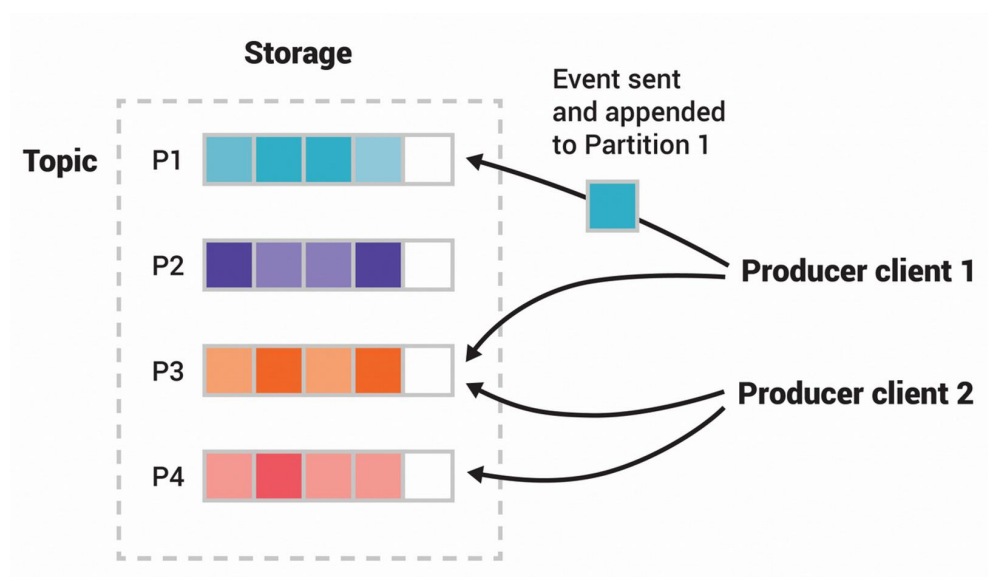 Storage
Event sent
and appended
to Partition 1
Topic
P1
P2
Producer client 1
P3
Producer client 2
P4